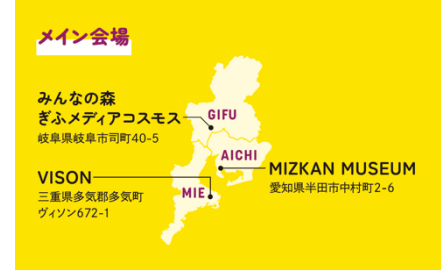 メイン会場
みんなの森
ぎふメディアコスモス
岐阜県岐阜市司町40-5
GIFU
AICHI
MIZKAN MUSEUM
愛知県半田市中村町2-6
VISON
三重県多気郡多気町
ヴィソン672-1
MIE